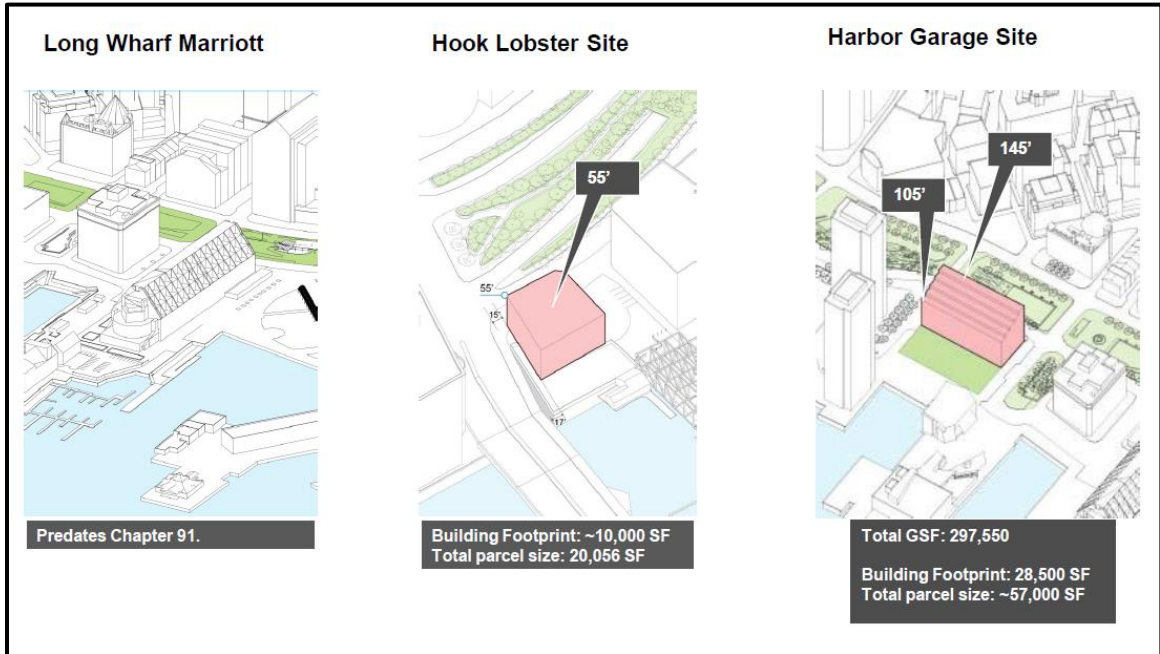 Long Wharf Marriott
Hook Lobster Site
Harbor Garage Site
55'
55'
15'
17'
145'
105'
Predates Chapter 91.
Building Footprint: ~10,000 SF
Total parcel size: 20,056 SF
Total GSF: 297,550
Building Footprint: 28,500 SF
Total parcel size: ~57,000 SF